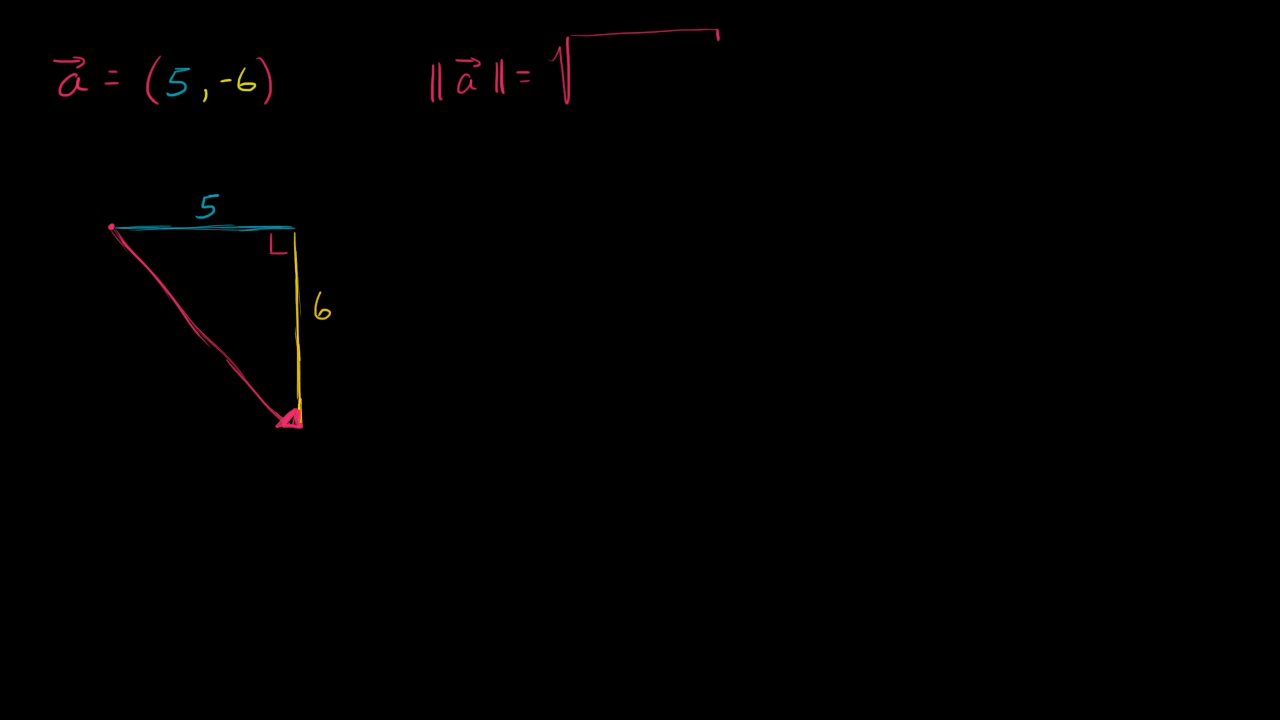 a⃗ = (5, -6)
‖a⃗‖ = √
5
6